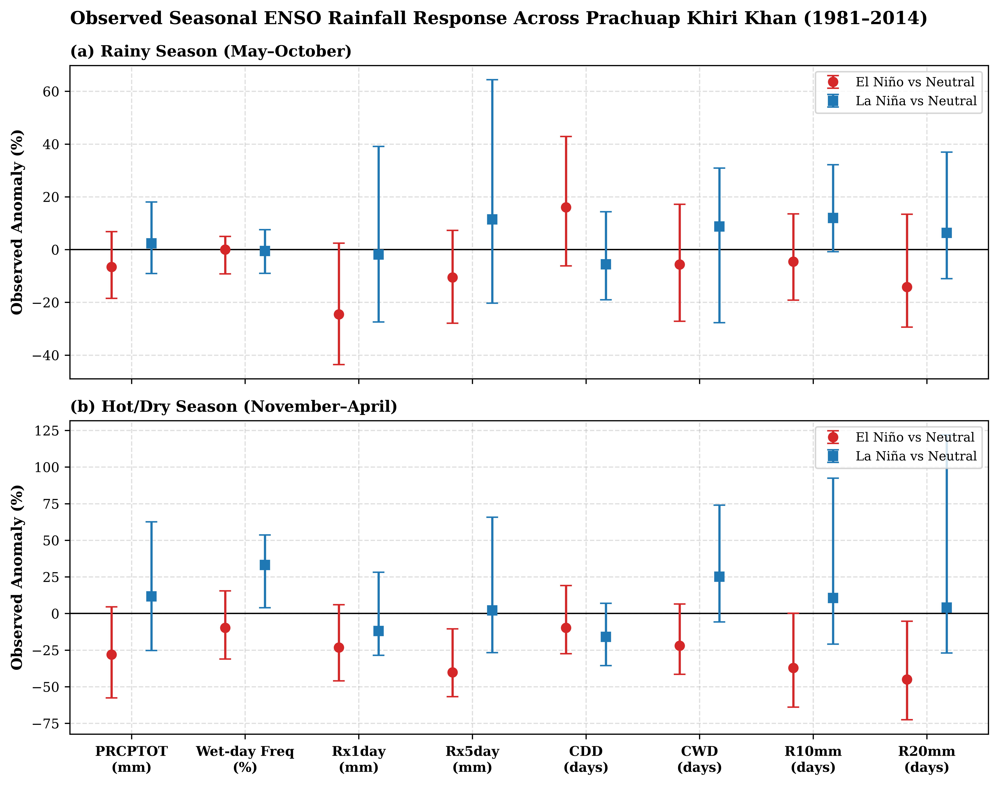 Observed Seasonal ENSO Rainfall Response Across Prachuap Khiri Khan (1981–2014)
(a) Rainy Season (May–October)
Observed Anomaly (%)
60
40
20
0
−20
−40
El Niño vs Neutral
La Niña vs Neutral
(b) Hot/Dry Season (November–April)
Observed Anomaly (%)
125
100
75
50
25
0
−25
−50
−75
El Niño vs Neutral
La Niña vs Neutral
PRCPTOT
(mm)
Wet-day Freq
(%)
Rx1day
(mm)
Rx5day
(mm)
CDD
(days)
CWD
(days)
R10mm
(days)
R20mm
(days)